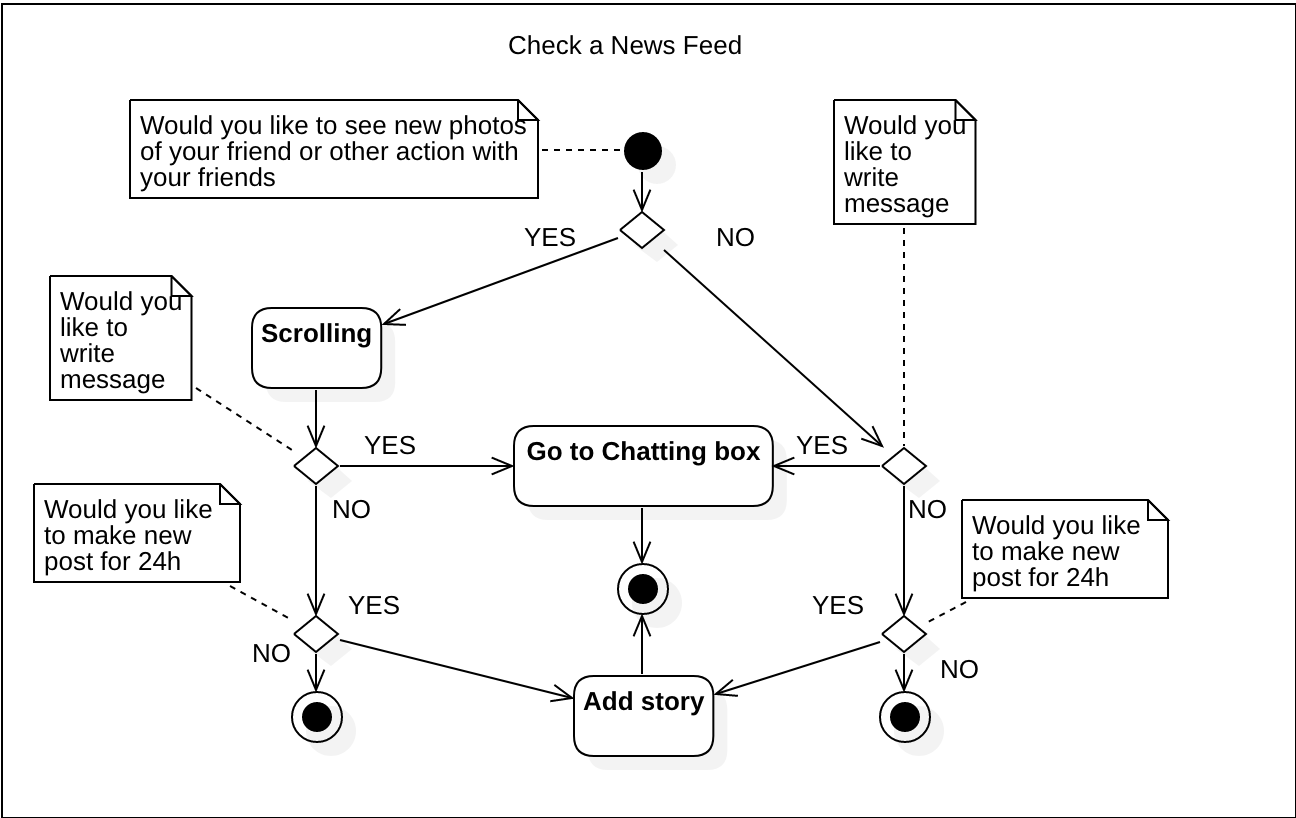 Check a News Feed
Would you like to see new photos
of your friend or other action with
your friends
Would you
like to
write
message
YES
NO
Would you
like to
write
message
Scrolling
YES
Go to Chatting box
YES
NO
NO
Would you like
to make new
post for 24h
Would you like
to make new
post for 24h
YES
YES
NO
NO
Add story